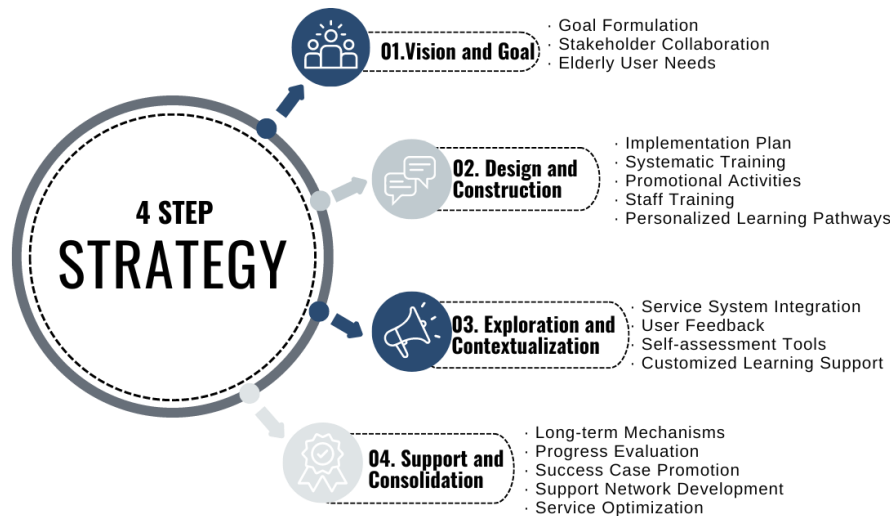 4 STEP
STRATEGY
01.Vision and Goal
· Goal Formulation
· Stakeholder Collaboration
· Elderly User Needs
02. Design and
Construction
· Implementation Plan
· Systematic Training
· Promotional Activities
· Staff Training
· Personalized Learning Pathways
03. Exploration and
Contextualization
· Service System Integration
· User Feedback
· Self-assessment Tools
· Customized Learning Support
04. Support and
Consolidation
· Long-term Mechanisms
· Progress Evaluation
· Success Case Promotion
· Support Network Development
· Service Optimization